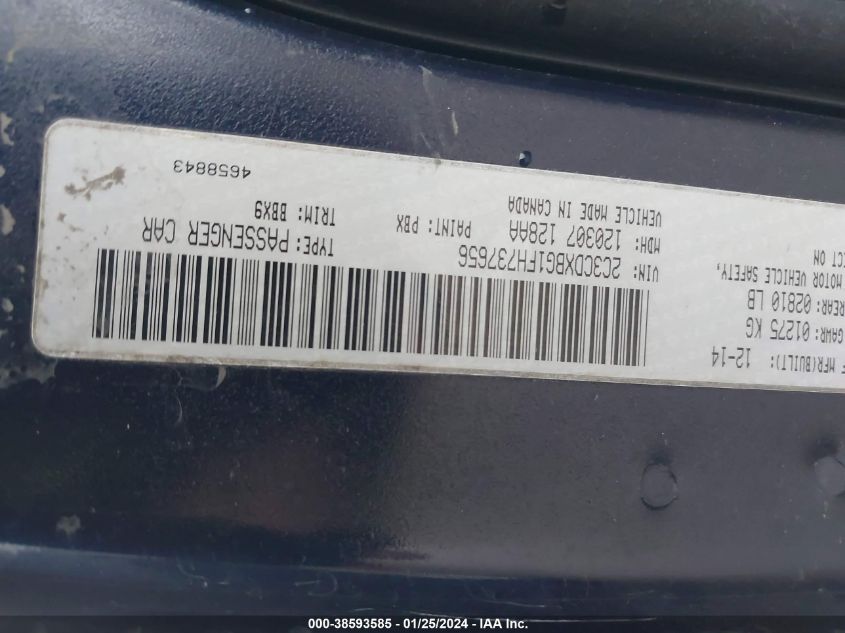 F MFR(BUILT): 12-14
GAWR: 01275 KG
REAR: 02810 LB
MOTOR VEHICLE SAFETY,
ECT ON
VIN: 2C3CDXBG1FH737656
TYPE: PASSENGER CAR
MDH: 120307 128AA
PAINT: PBX
TRIM: BBX9
VEHICLE MADE IN CANADA
4658843
000-38593585 - 01/25/2024 - IAA Inc.